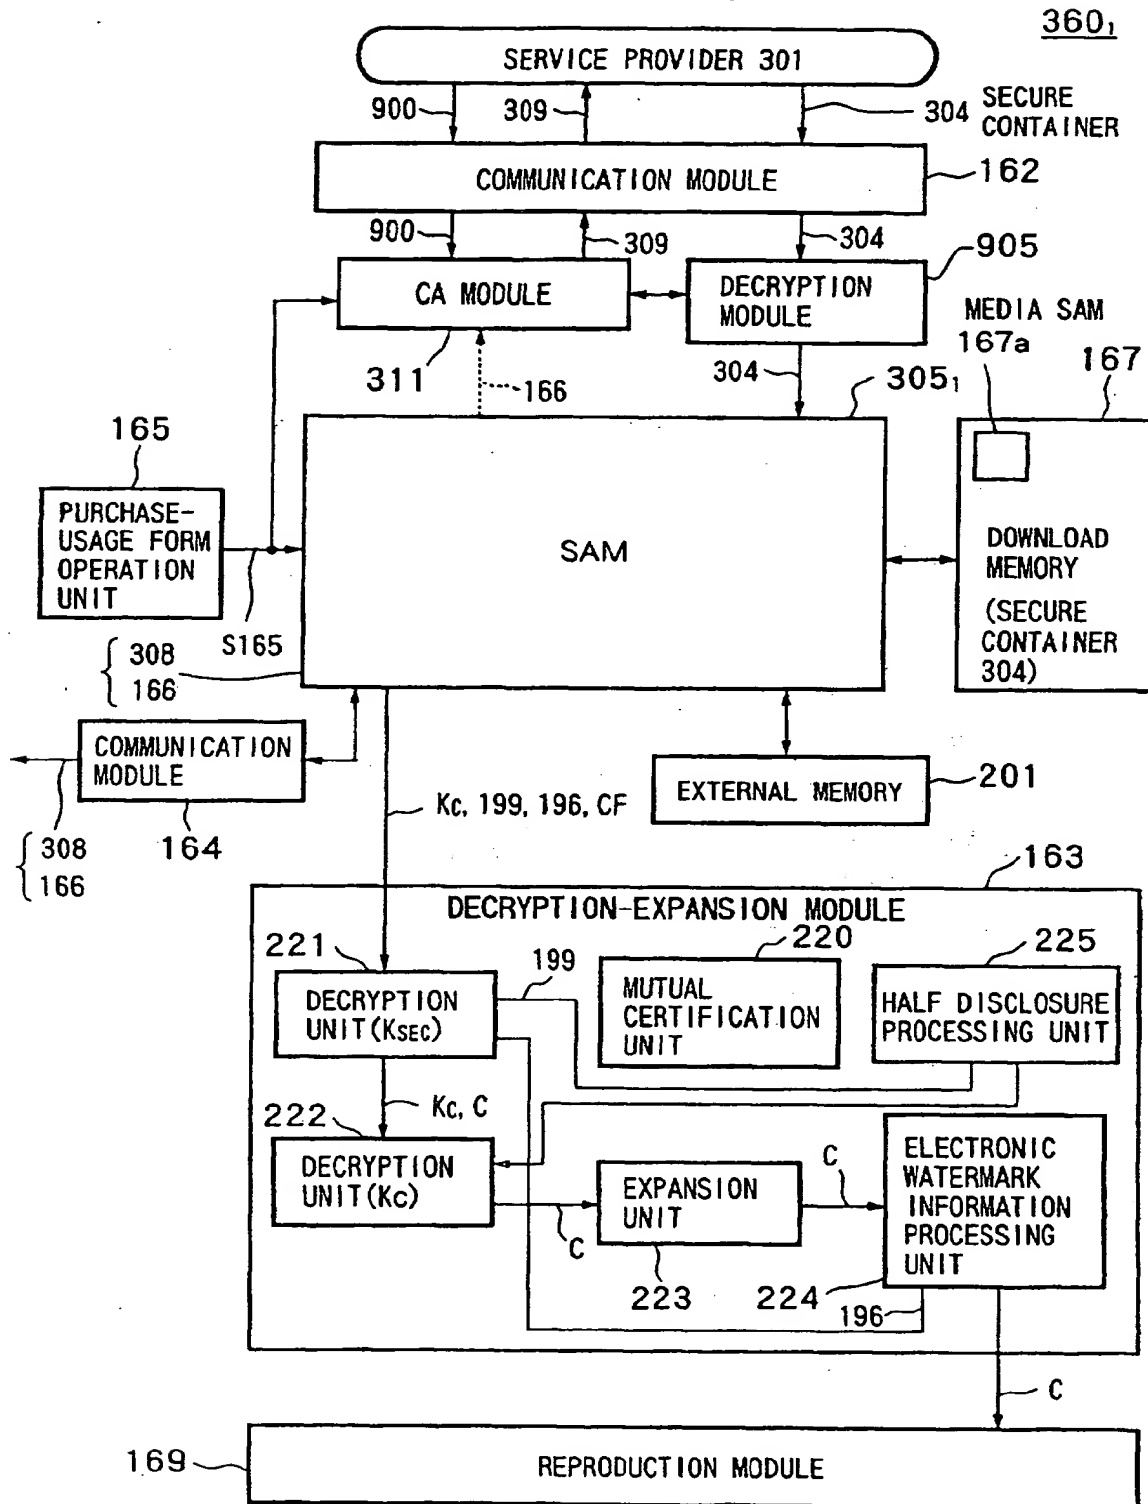 360₁
SERVICE PROVIDER 301
900
309
304
SECURE
CONTAINER
COMMUNICATION MODULE
162
900
309
304
905
CA MODULE
DECRYPTION
MODULE
MEDIA SAM
167a
167
311
166
304
305₁
165
PURCHASE-
USAGE FORM
OPERATION
UNIT
SAM
DOWNLOAD
MEMORY
(SECURE
CONTAINER
304)
S165
308
166
COMMUNICATION
MODULE
164
308
166
EXTERNAL MEMORY
201
Kc, 199, 196, CF
163
DECRYPTION-EXPANSION MODULE
221
199
220
225
DECRYPTION
UNIT(KSEC)
MUTUAL
CERTIFICATION
UNIT
HALF DISCLOSURE
PROCESSING UNIT
Kc, C
222
DECRYPTION
UNIT(Kc)
C
EXPANSION
UNIT
223
C
ELECTRONIC
WATERMARK
INFORMATION
PROCESSING
UNIT
224
196
C
169
REPRODUCTION MODULE